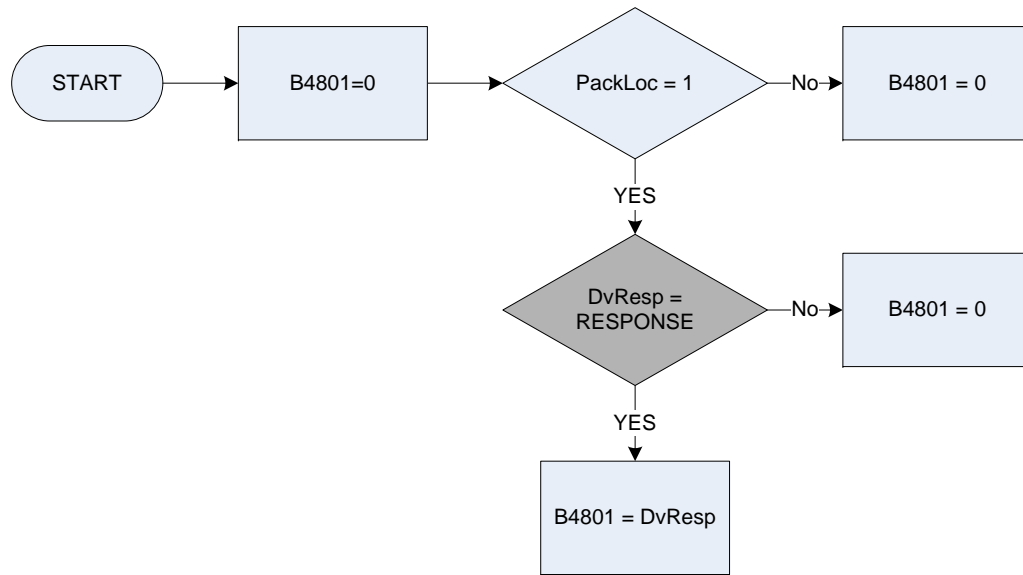 START
B4801=0
PackLoc = 1
No
B4801 = 0
YES
DvResp =
RESPONSE
No
B4801 = 0
YES
B4801 = DvResp